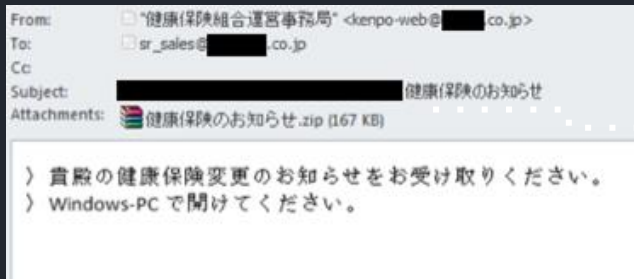 From: "健康保険組合運営事務局" <kenpo-web@ .co.jp>
To: sr_sales@ .co.jp
Cc:
Subject: 健康保険のお知らせ
Attachments: 健康保険のお知らせ.zip (167 KB)
> 貴殿の健康保険変更のお知らせをお受け取りください。
> Windows-PC で開けてください。